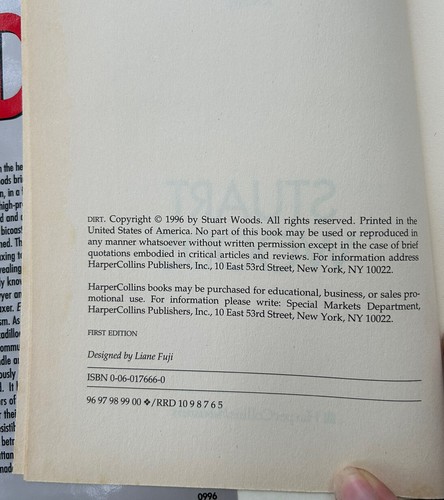 DIRT. Copyright © 1996 by Stuart Woods. All rights reserved. Printed in the
United States of America. No part of this book may be used or reproduced in
any manner whatsoever without written permission except in the case of brief
quotations embodied in critical articles and reviews. For information address
HarperCollins Publishers, Inc., 10 East 53rd Street, New York, NY 10022.
HarperCollins books may be purchased for educational, business, or sales pro-
motional use. For information please write: Special Markets Department,
HarperCollins Publishers, Inc., 10 East 53rd Street, New York, NY 10022.
FIRST EDITION
Designed by Liane Fuji
ISBN 0-06-017666-0
96 97 98 99 00 ❖/RRD 10 9 8 7 6 5
0996